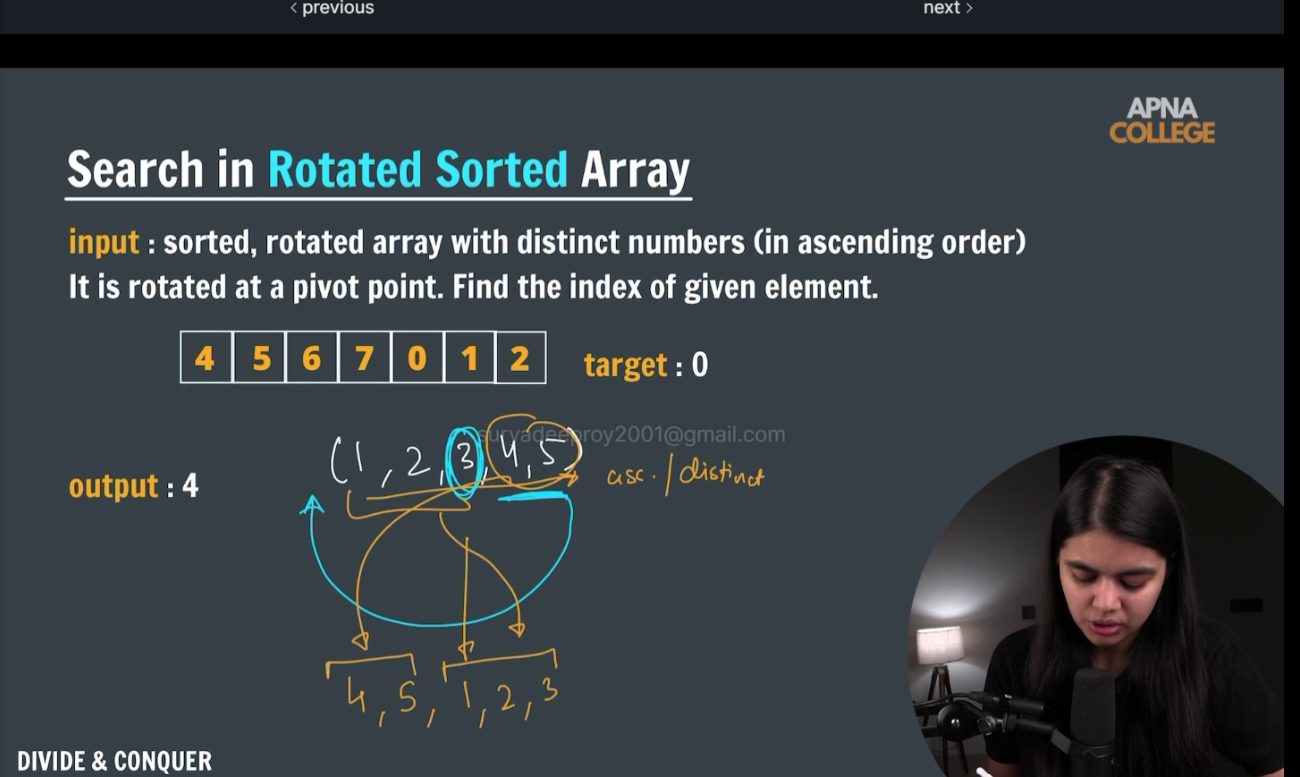 < previous
next >
APNA
COLLEGE
Search in Rotated Sorted Array
input : sorted, rotated array with distinct numbers (in ascending order)
It is rotated at a pivot point. Find the index of given element.
4 5 6 7 0 1 2
target : 0
suryadeeproy2001@gmail.com
(1, 2, 3, 4, 5)
asc. / distinct
output : 4
4, 5, 1, 2, 3
DIVIDE & CONQUER